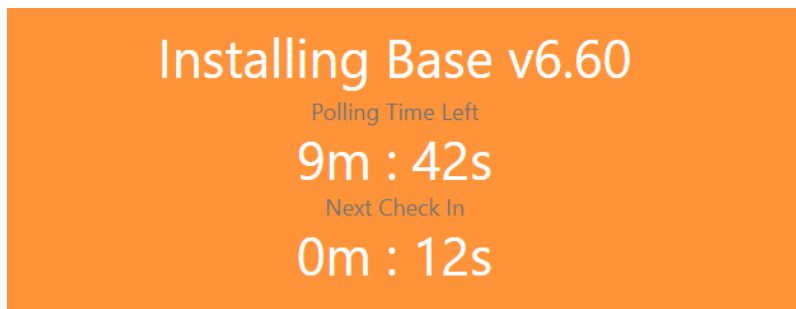 Installing Base v6.60
Polling Time Left
9m : 42s
Next Check In
0m : 12s